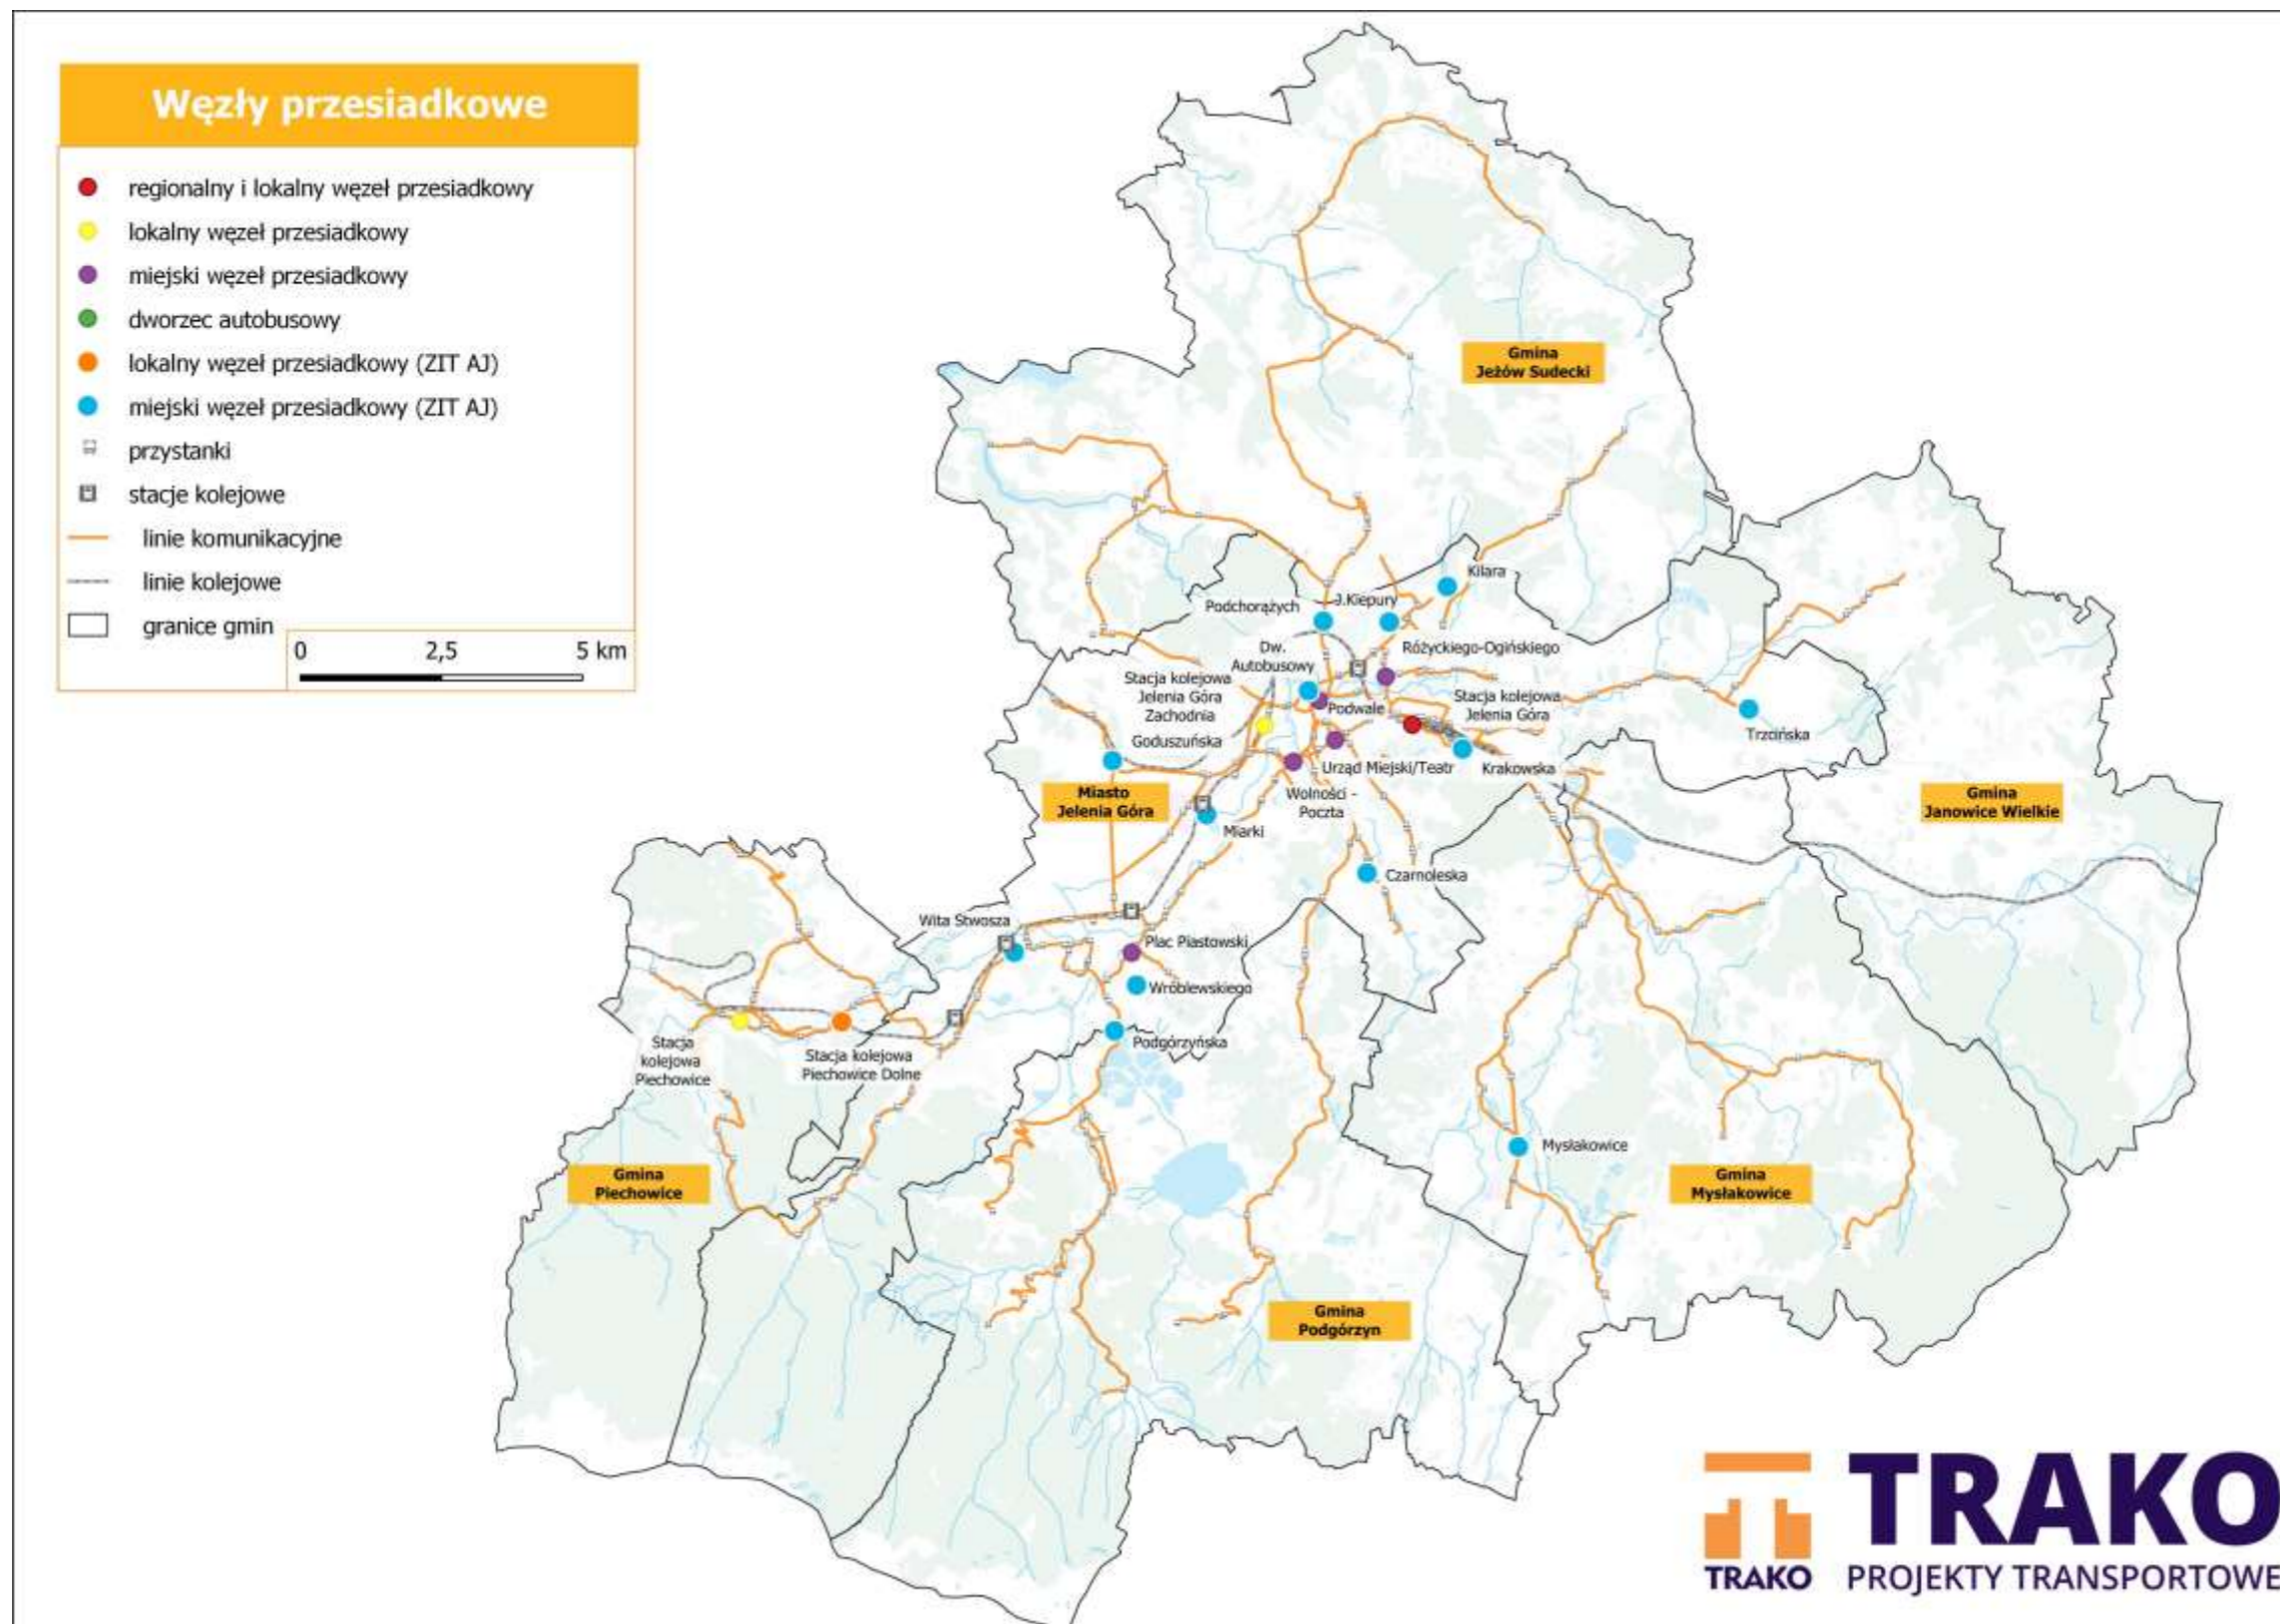 Węzły przesiadkowe
regionalny i lokalny węzeł przesiadkowy
lokalny węzeł przesiadkowy
miejski węzeł przesiadkowy
dworzec autobusowy
lokalny węzeł przesiadkowy (ZIT AJ)
miejski węzeł przesiadkowy (ZIT AJ)
przystanki
stacje kolejowe
linie komunikacyjne
linie kolejowe
granice gmin
0 2,5 5 km
Gmina
Jeżów Sudecki
Kilara
Podchorążych
J.Kiepury
Różyckiego-Ogińskiego
Dw.
Autobusowy
Stacja kolejowa
Jelenia Góra
Zachodnia
Stacja kolejowa
Jelenia Góra
Podwale
Goduszuńska
Trzcińska
Urząd Miejski/Teatr
Krakowska
Wolności -
Poczta
Miasto
Jelenia Góra
Gmina
Janowice Wielkie
Miarki
Czarnoleska
Wita Stwosza
Plac Piastowski
Wróblewskiego
Podgórzyńska
Stacja
kolejowa
Piechowice
Stacja kolejowa
Piechowice Dolne
Mysłakowice
Gmina
Piechowice
Gmina
Mysłakowice
Gmina
Podgórzyn
TRAKO
TRAKO
PROJEKTY TRANSPORTOWE